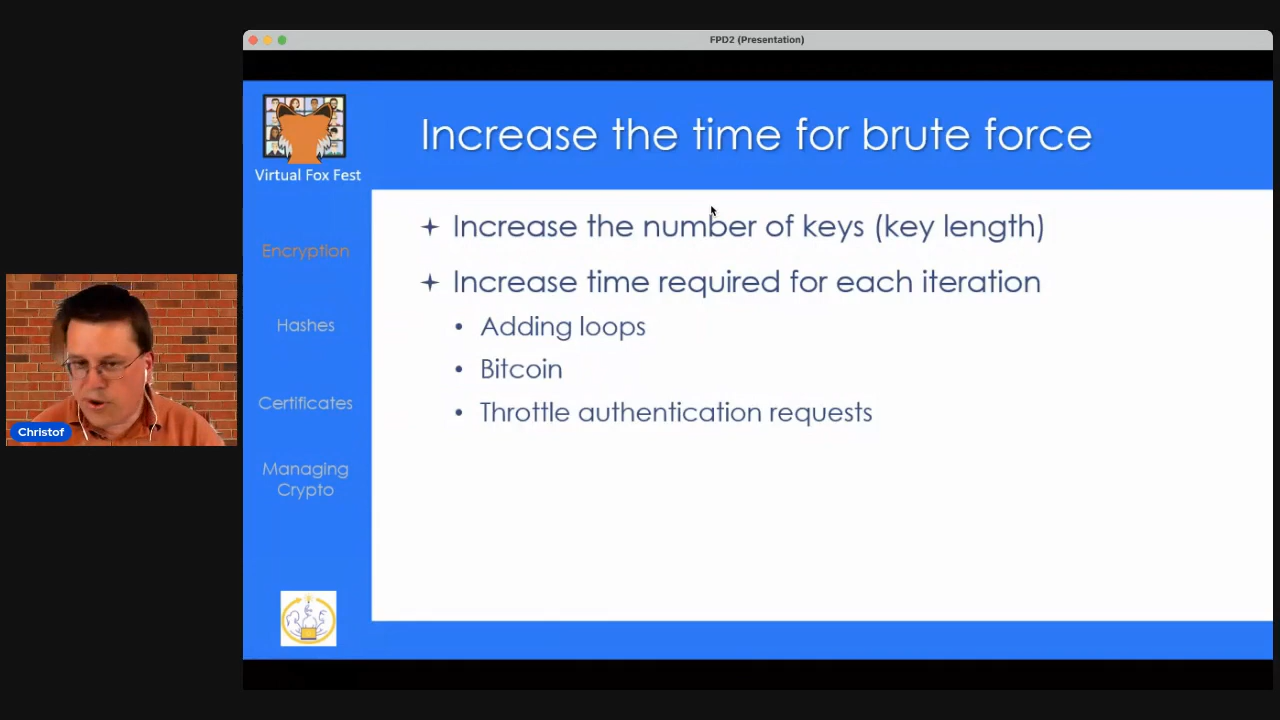 FPD2 (Presentation)
Increase the time for brute force
Virtual Fox Fest
Encryption
Hashes
Certificates
Managing
Crypto
Increase the number of keys (key length)
Increase time required for each iteration
• Adding loops
• Bitcoin
• Throttle authentication requests
Christof